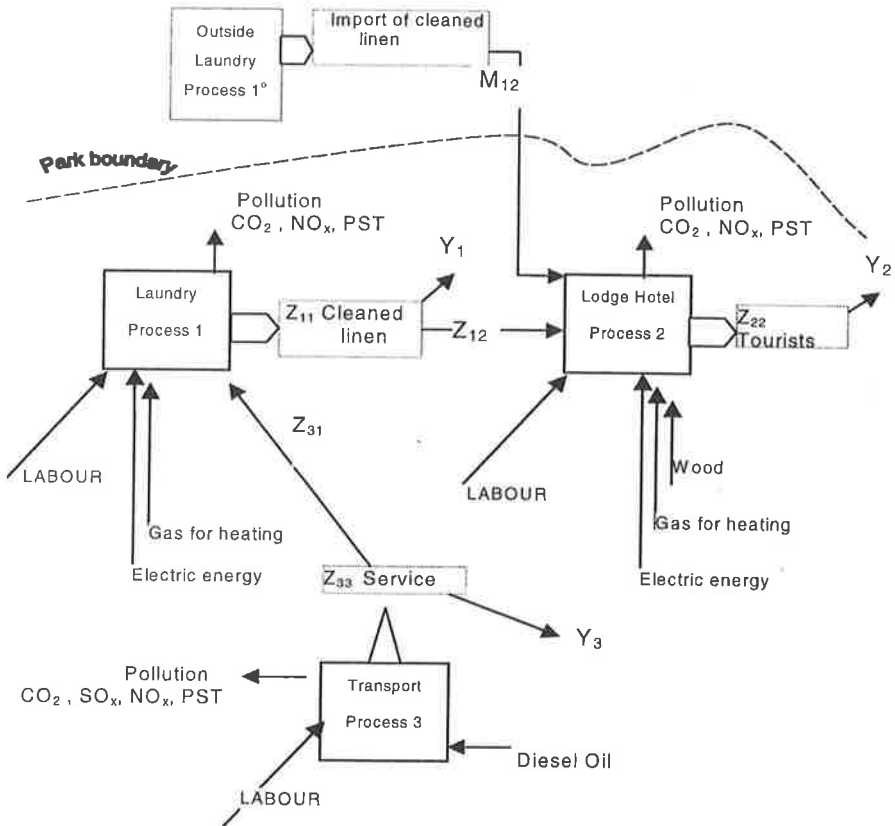 Outside
Laundry
Process 1°
Import of cleaned
linen
M₁₂
Park boundary
Pollution
CO₂ , NOₓ, PST
Y₁
Laundry
Process 1
Z₁₁ Cleaned
linen
Z₁₂
Pollution
CO₂ , NOₓ, PST
Y₂
Lodge Hotel
Process 2
Z₂₂
Tourists
Z₃₁
LABOUR
Gas for heating
Electric energy
LABOUR
Wood
Gas for heating
Electric energy
Z₃₃ Service
Y₃
Pollution
CO₂ , SOₓ, NOₓ, PST
Transport
Process 3
Diesel Oil
LABOUR